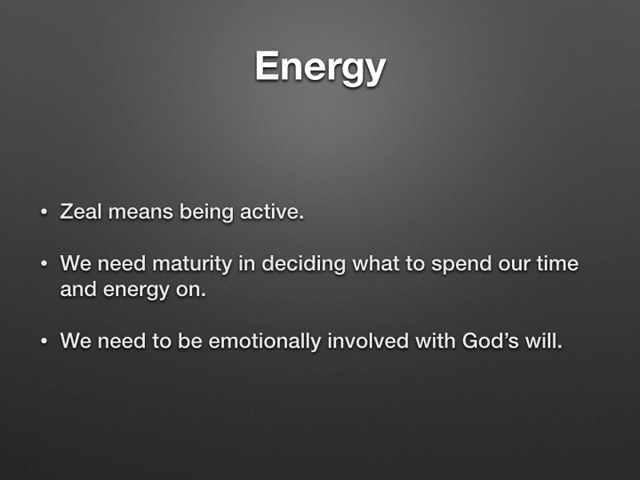 Energy
• Zeal means being active.
• We need maturity in deciding what to spend our time
and energy on.
• We need to be emotionally involved with God’s will.